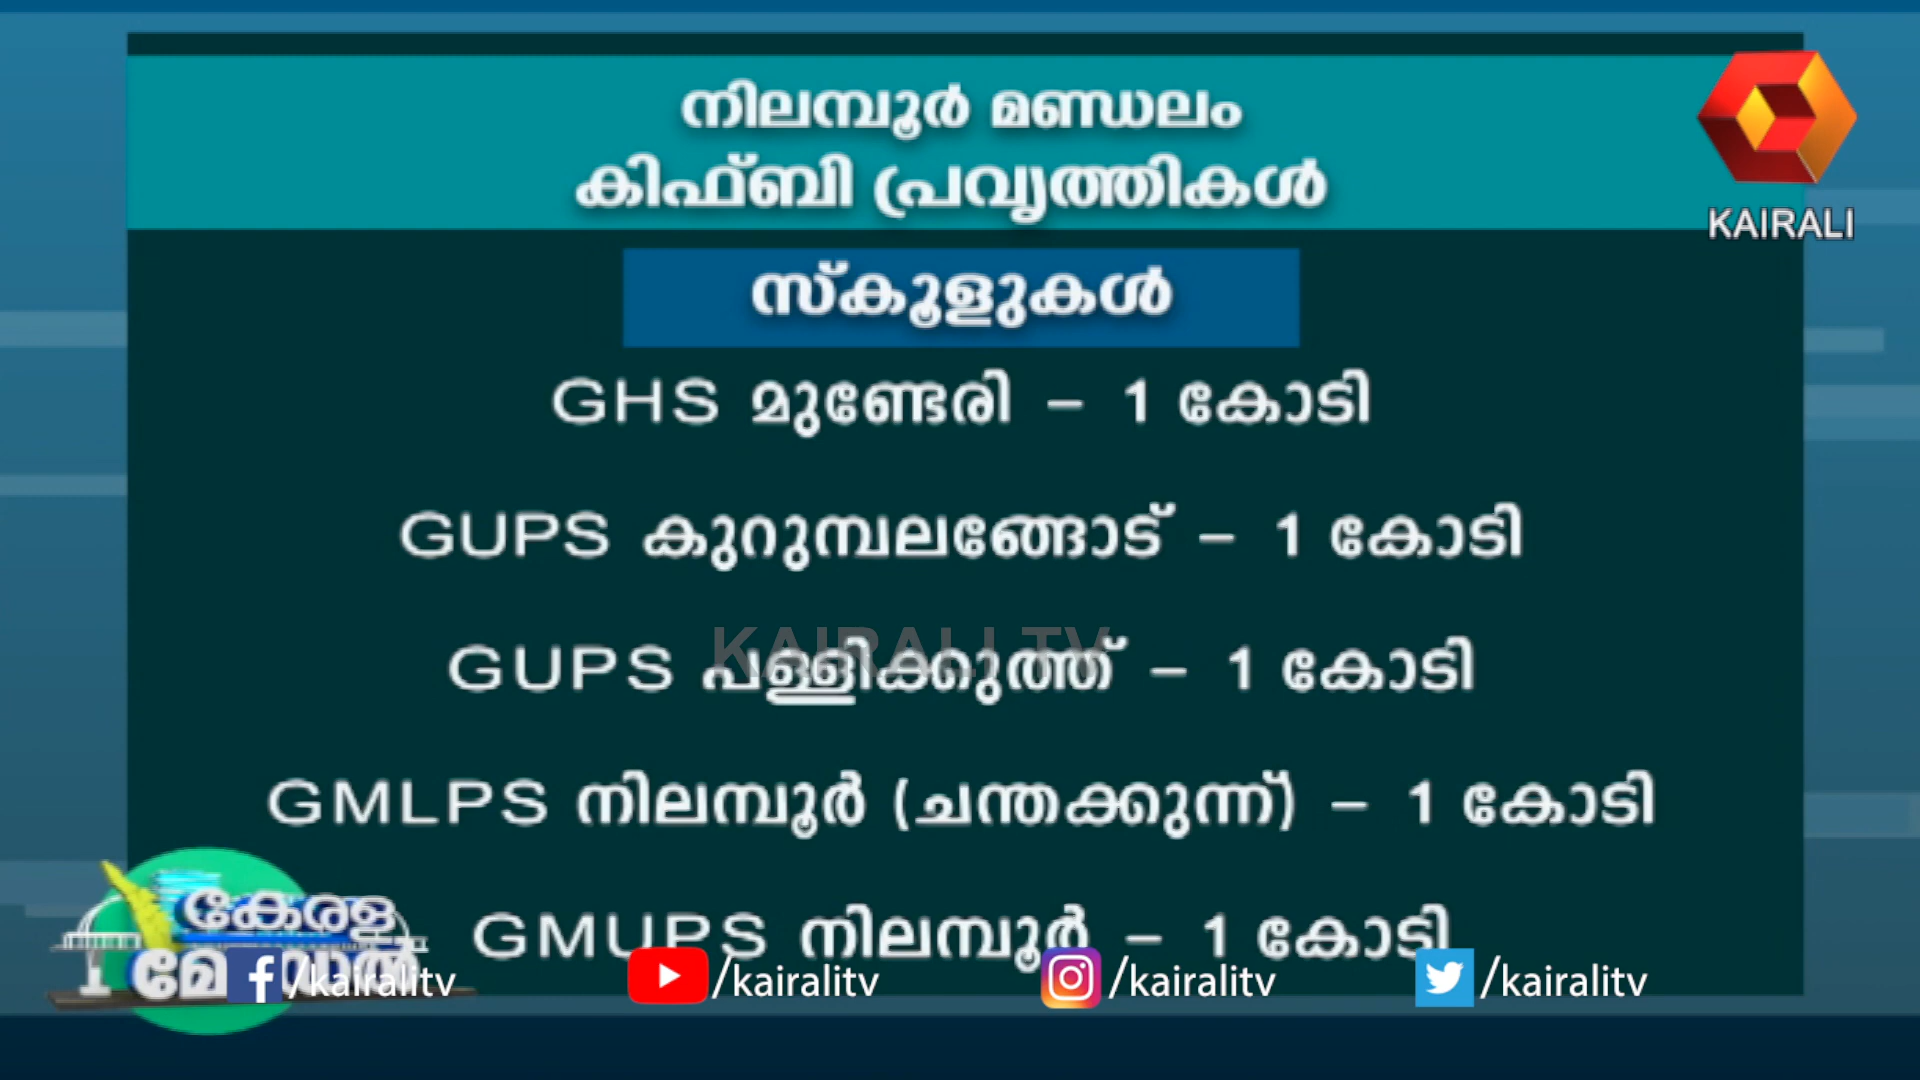 നിലമ്പൂർ മണ്ഡലം
കിഫ്ബി പ്രവൃത്തികൾ
KAIRALI
സ്കൂളുകൾ
GHS മുണ്ടേരി – 1 കോടി
GUPS കുറുമ്പലങ്ങോട് – 1 കോടി
KAIRALI TV
GUPS പള്ളിക്കുത്ത് – 1 കോടി
GMLPS നിലമ്പൂർ (ചന്തക്കുന്ന്) – 1 കോടി
കേരള
GMUPS നിലമ്പൂർ – 1 കോടി
/kairalitv /kairalitv /kairalitv /kairalitv